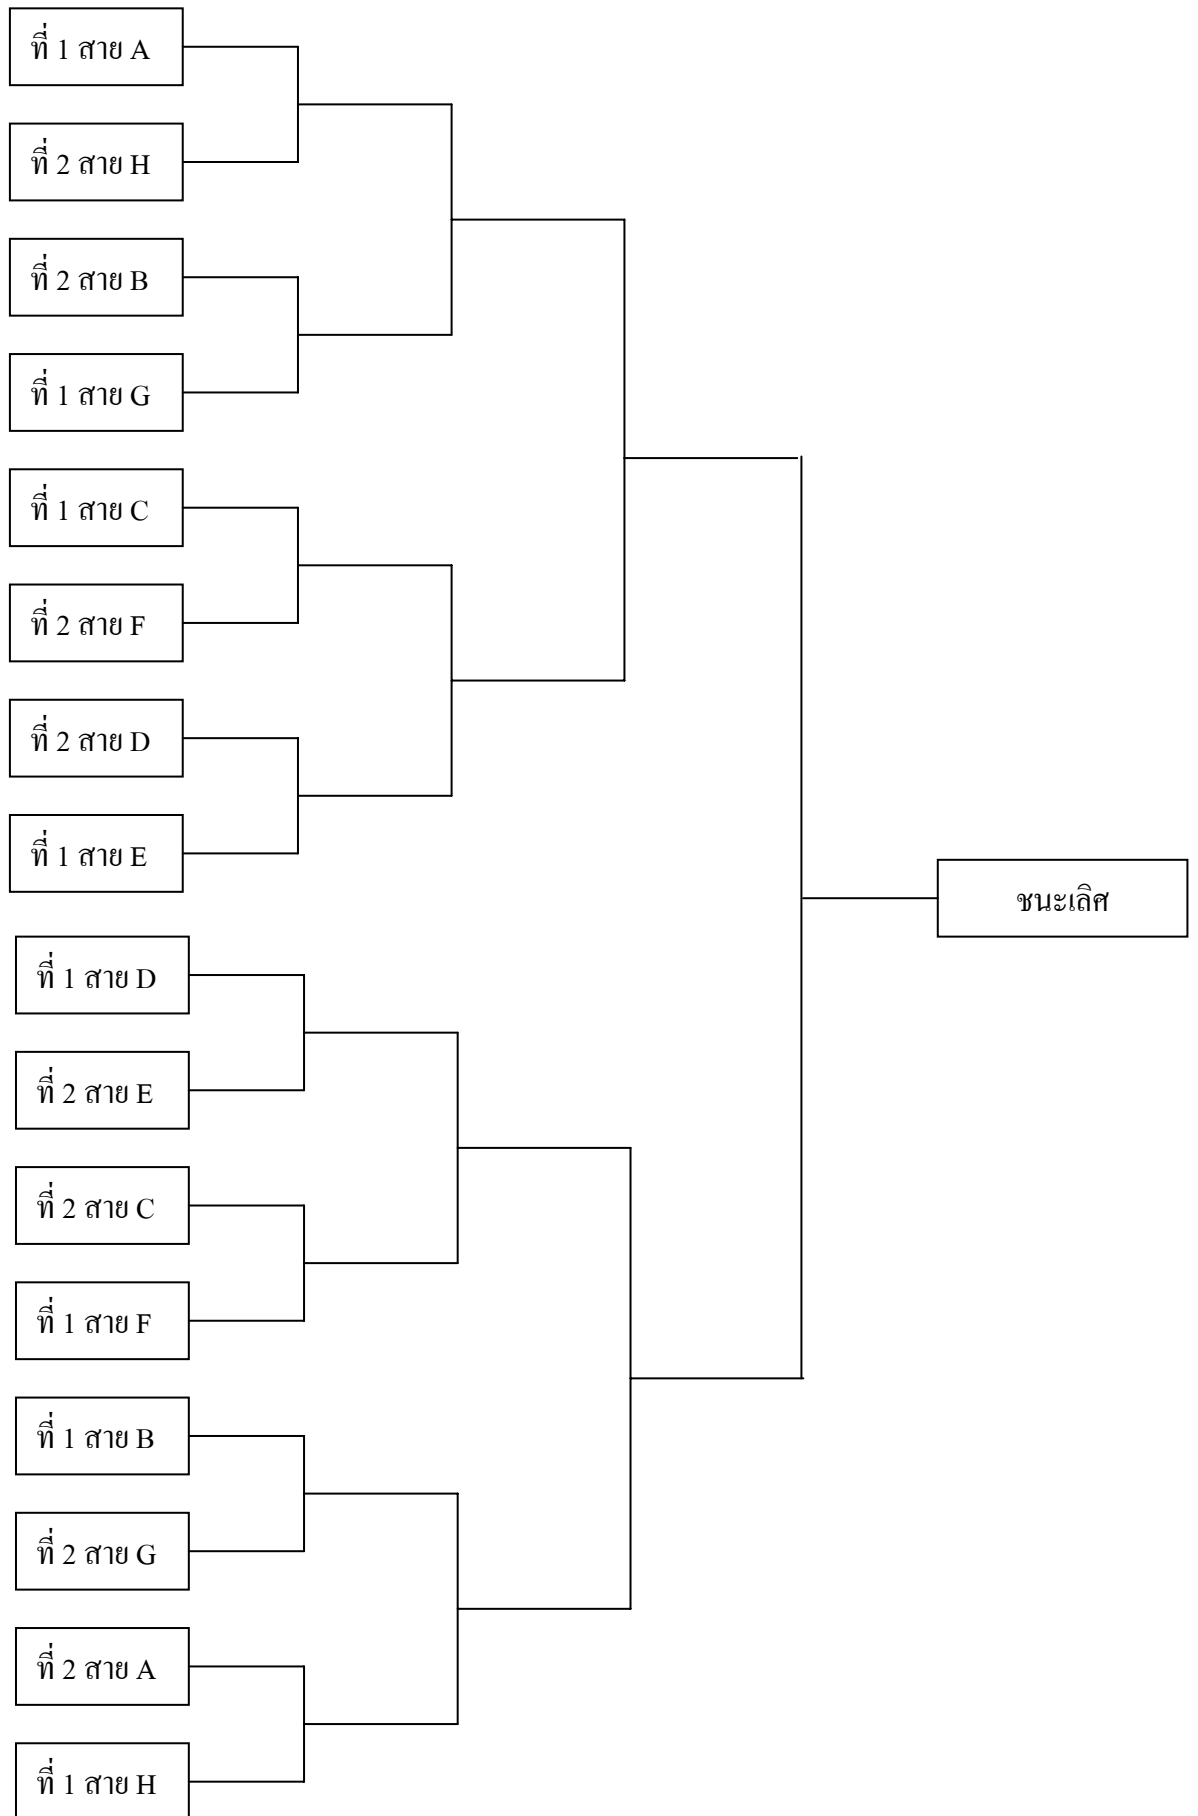 ที่ 1 สาย A
ที่ 2 สาย H
ที่ 2 สาย B
ที่ 1 สาย G
ที่ 1 สาย C
ที่ 2 สาย F
ที่ 2 สาย D
ที่ 1 สาย E
ชนะเลิศ
ที่ 1 สาย D
ที่ 2 สาย E
ที่ 2 สาย C
ที่ 1 สาย F
ที่ 1 สาย B
ที่ 2 สาย G
ที่ 2 สาย A
ที่ 1 สาย H